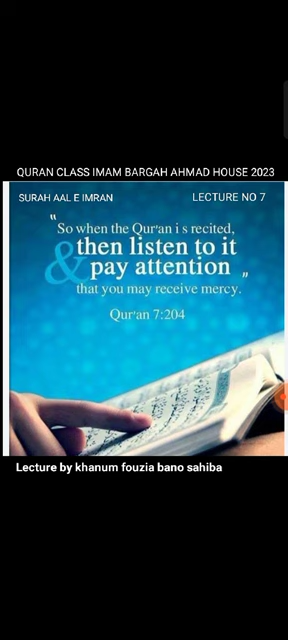 QURAN CLASS IMAM BARGAH AHMAD HOUSE 2023
SURAH AAL E IMRAN
LECTURE NO 7
"So when the Qur'an i s recited,
& then listen to it
pay attention "
that you may receive mercy.
Qur'an 7:204
Lecture by khanum fouzia bano sahiba